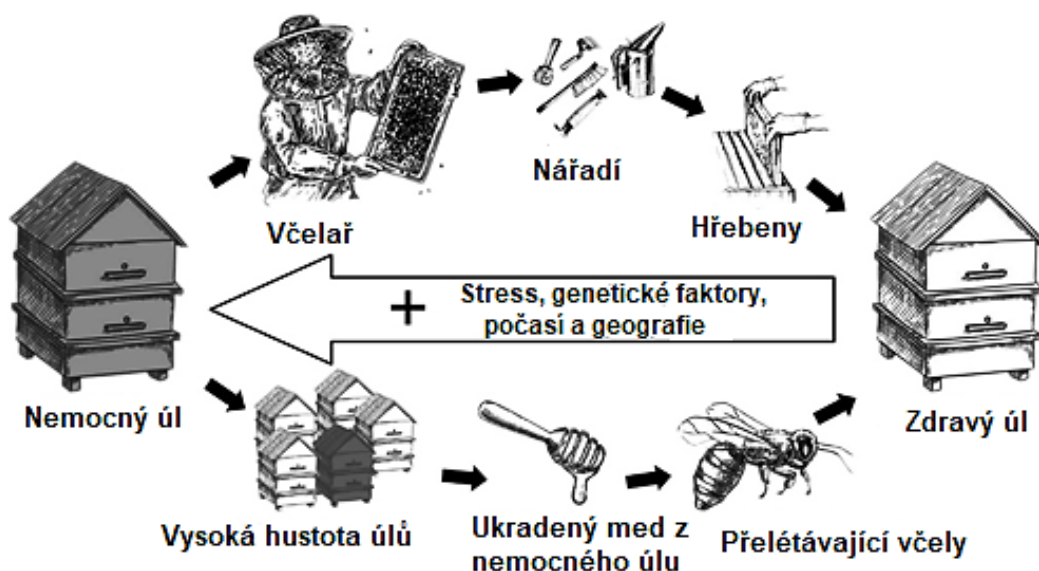 Nářadí
Včelař
Hřebeny
+
Stress, genetické faktory,
počasí a geografie
Nemocný úl
Zdravý úl
Vysoká hustota úlů
Ukradený med z
nemocného úlu
Přelétávající včely